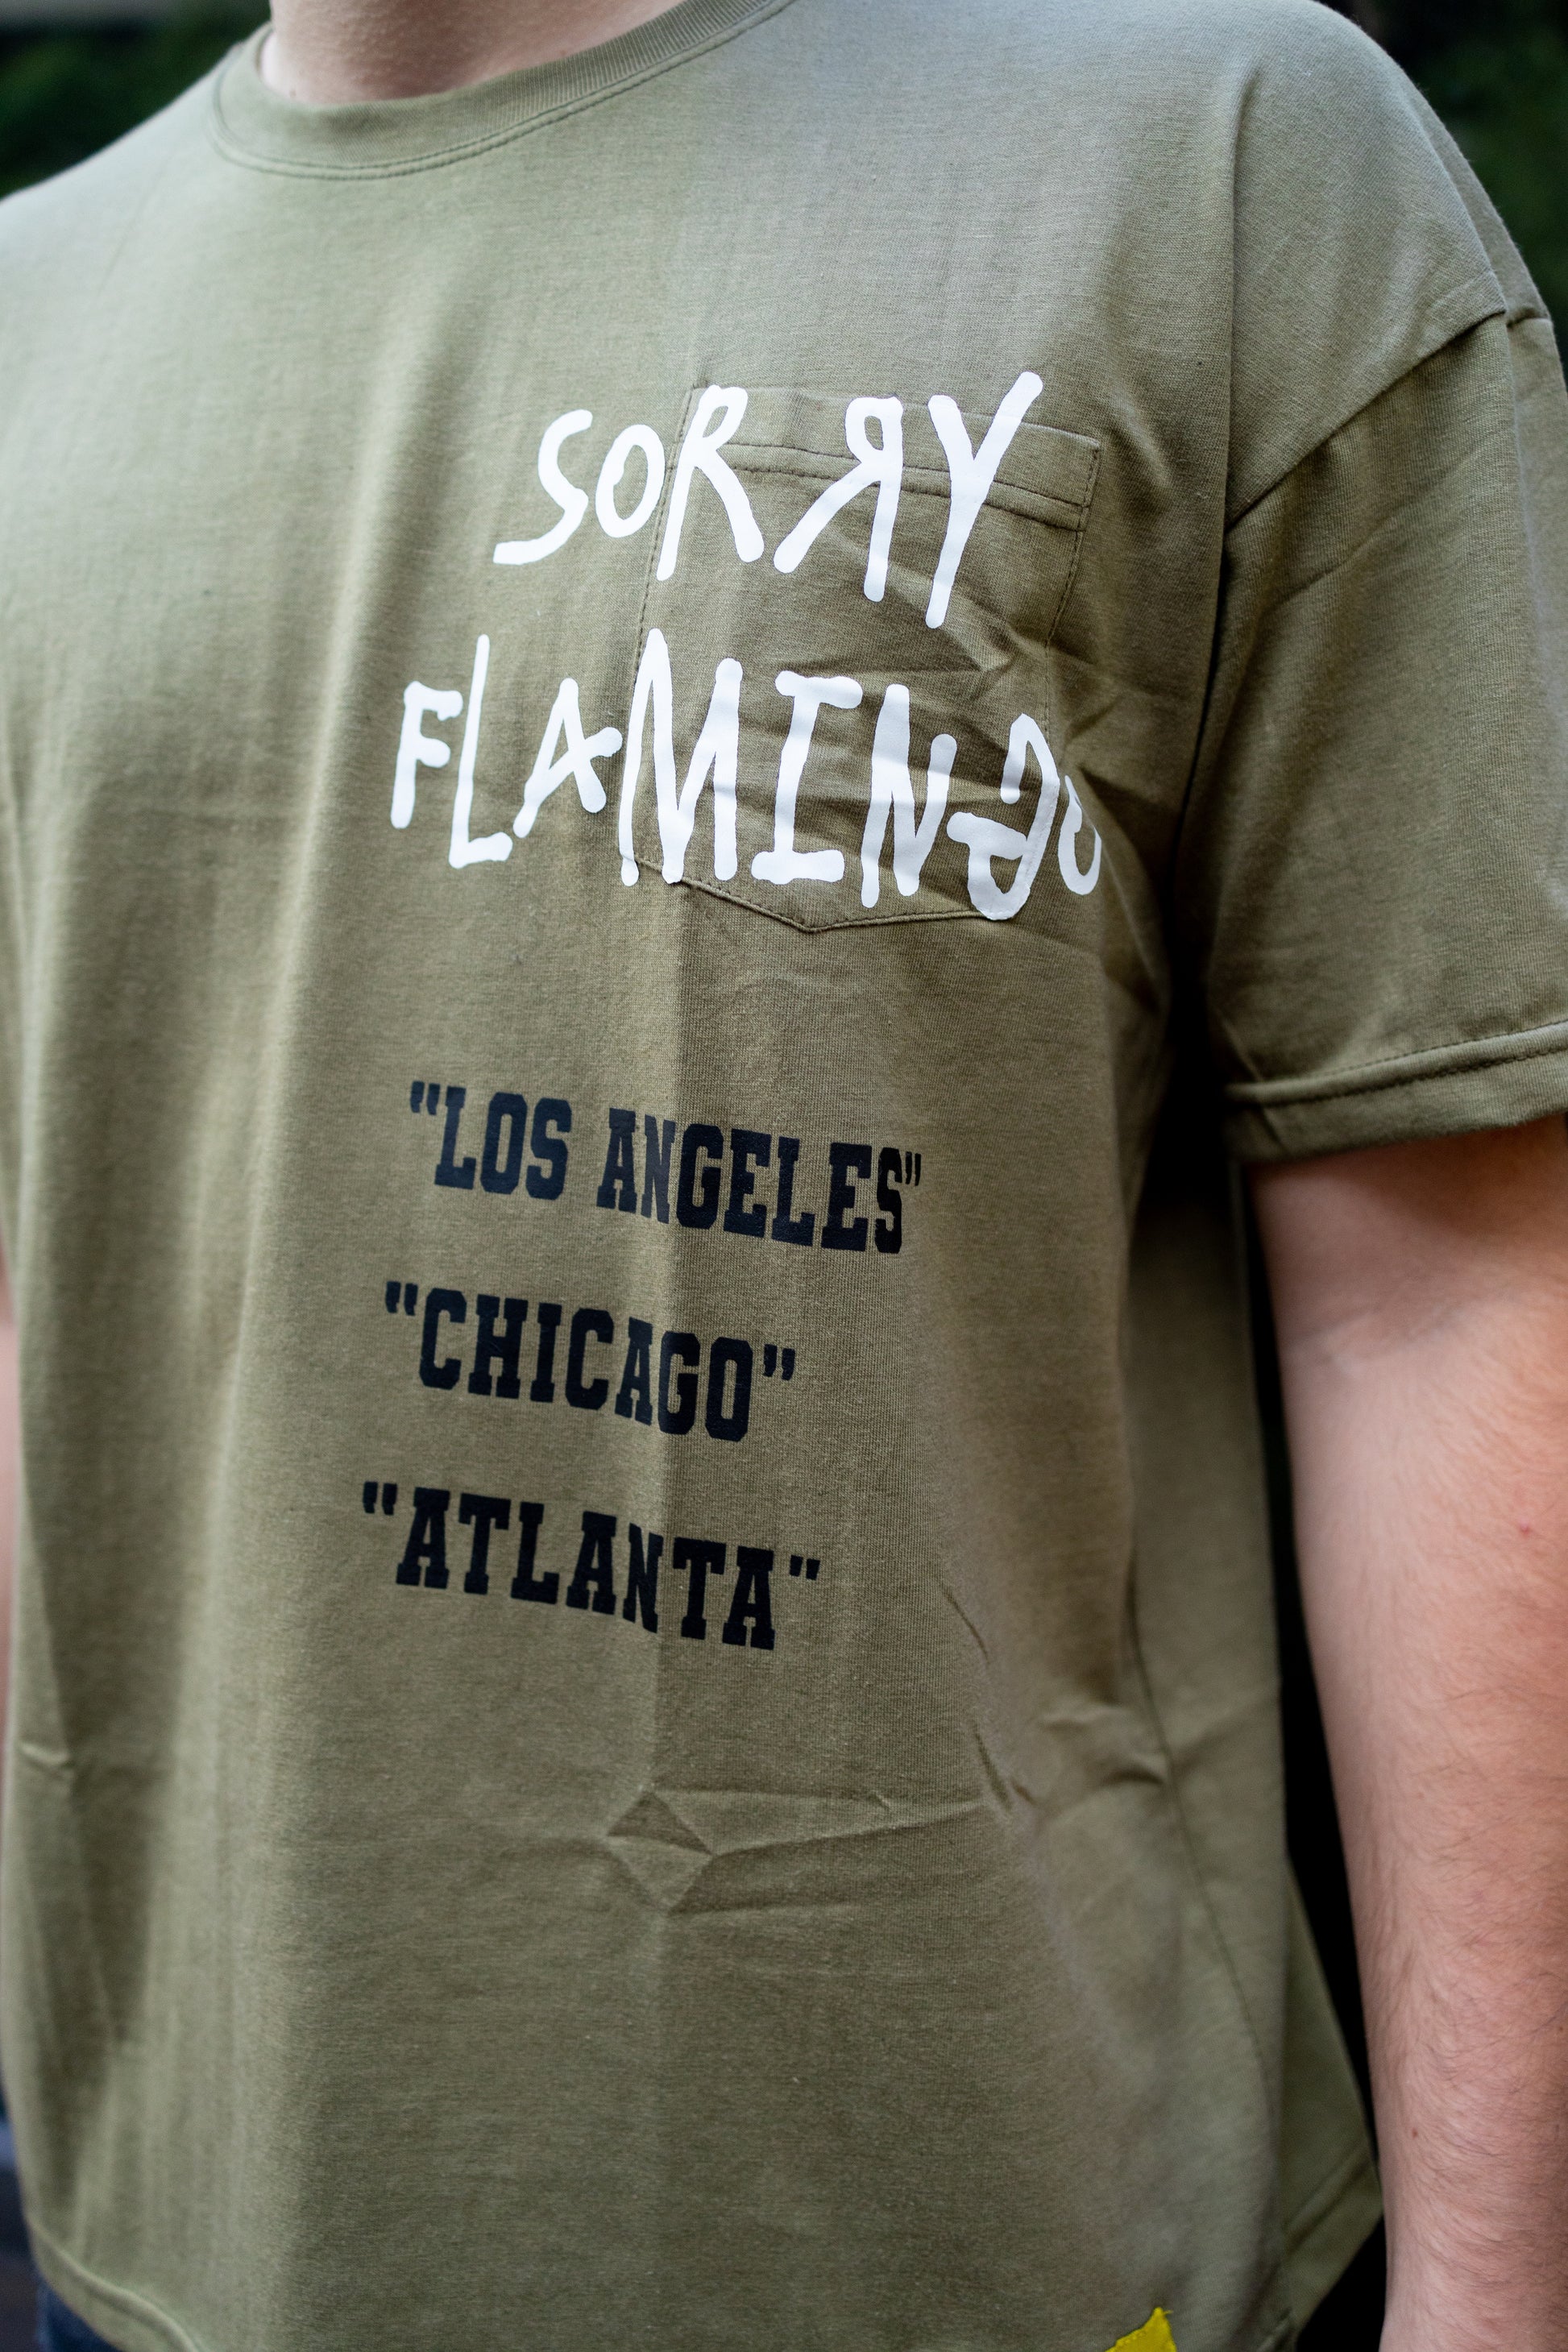 SORRY
FLAMINGO
"LOS ANGELES"
"CHICAGO"
"ATLANTA"